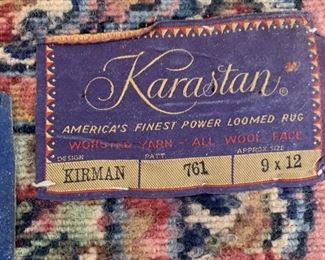 Karastan®
AMERICA'S FINEST POWER LOOMED RUG
WORSTED YARN - ALL WOOL FACE
DESIGN PATT. APPROX. SIZE
KIRMAN 761 9 x 12